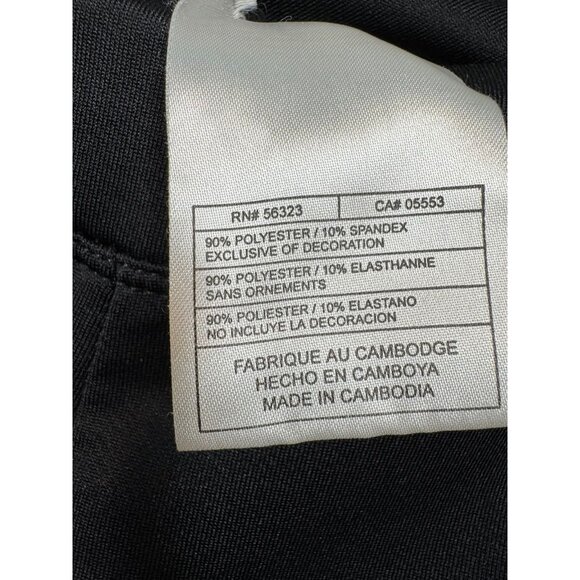 RN# 56323 CA# 05553
90% POLYESTER / 10% SPANDEX
EXCLUSIVE OF DECORATION
90% POLYESTER / 10% ELASTHANNE
SANS ORNEMENTS
90% POLIESTER / 10% ELASTANO
NO INCLUYE LA DECORACION
FABRIQUE AU CAMBODGE
HECHO EN CAMBOYA
MADE IN CAMBODIA